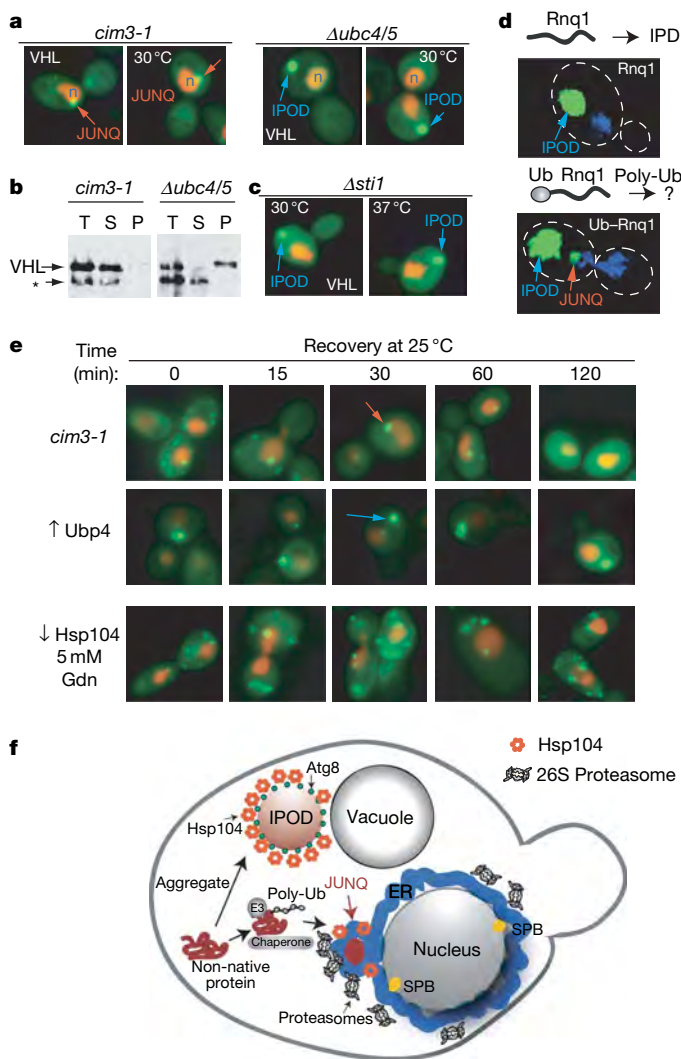 a
cim3-1
Δubc4/5
VHL
30 °C
JUNQ
JUNQ
n
n
30 °C
IPOD
IPOD
VHL
n
n
b
cim3-1
Δubc4/5
T S P
T S P
VHL
*
c
Δsti1
30 °C
37 °C
IPOD
IPOD
VHL
d
Rnq1
IPD
Rnq1
IPOD
Ub Rnq1 Poly-Ub
?
Ub–Rnq1
IPOD
JUNQ
e
Time
(min):
Recovery at 25 °C
0 15 30 60 120
cim3-1
↑ Ubp4
↓ Hsp104
5 mM
Gdn
f
Hsp104
26S Proteasome
Atg8
IPOD
Vacuole
Hsp104
Aggregate
Poly-Ub
JUNQ
E3
Chaperone
Non-native
protein
ER
Nucleus
SPB
SPB
Proteasomes